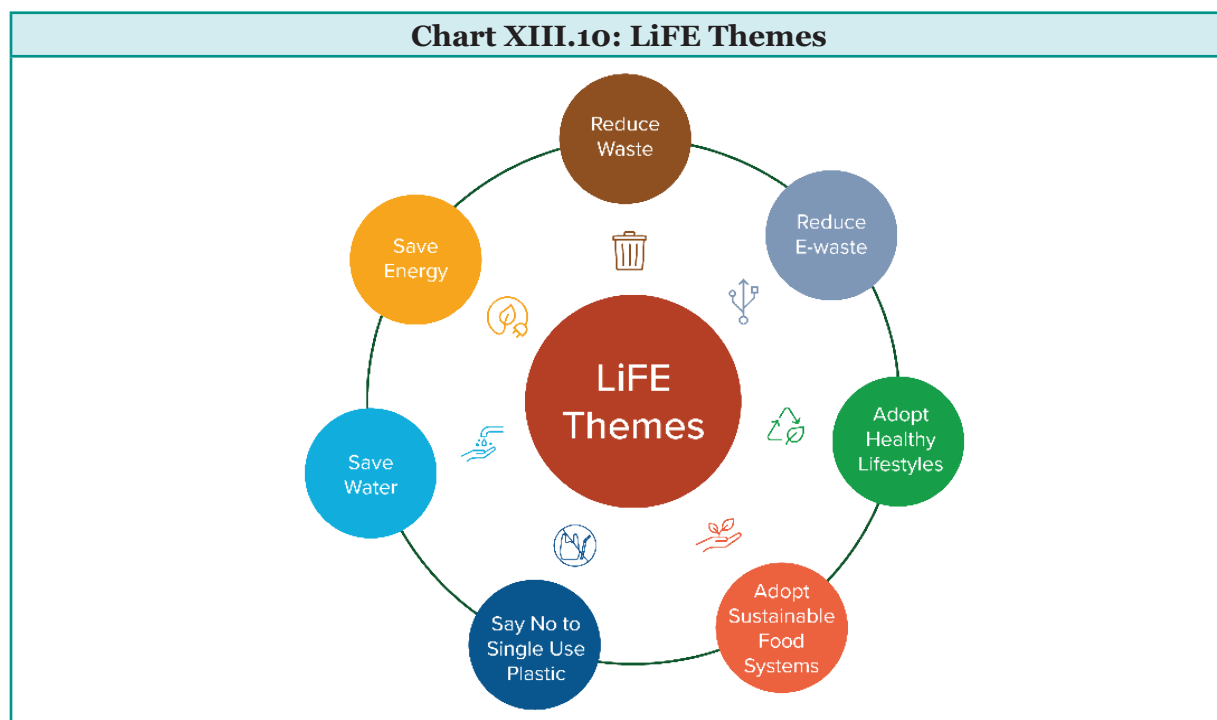 Chart XIII.10: LiFE Themes
Reduce
Waste
Reduce
E-waste
Adopt
Healthy
Lifestyles
Adopt
Sustainable
Food
Systems
Say No to
Single Use
Plastic
Save
Water
Save
Energy
LiFE
Themes